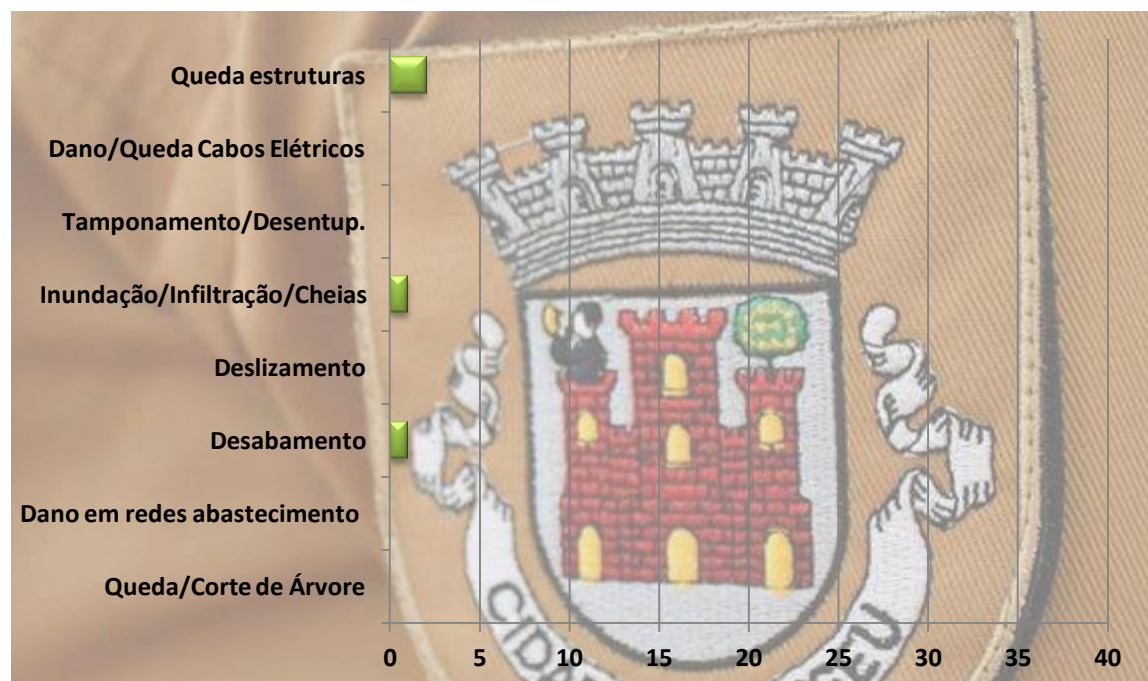 Queda estruturas
Dano/Queda Cabos Elétricos
Tamponamento/Desentup.
Inundação/Infiltração/Cheias
Deslizamento
Desabamento
Dano em redes abastecimento
Queda/Corte de Árvore
0 5 10 15 20 25 30 35 40